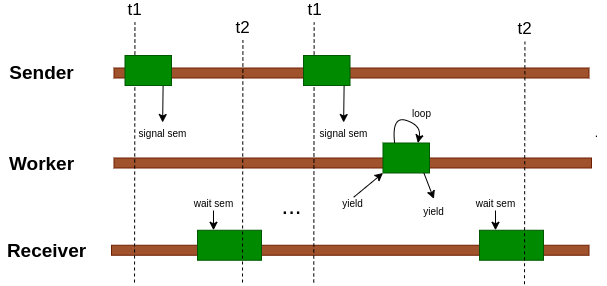 t1
t2
t1
t2
Sender
signal sem
signal sem
loop
Worker
yield
yield
wait sem
...
wait sem
Receiver